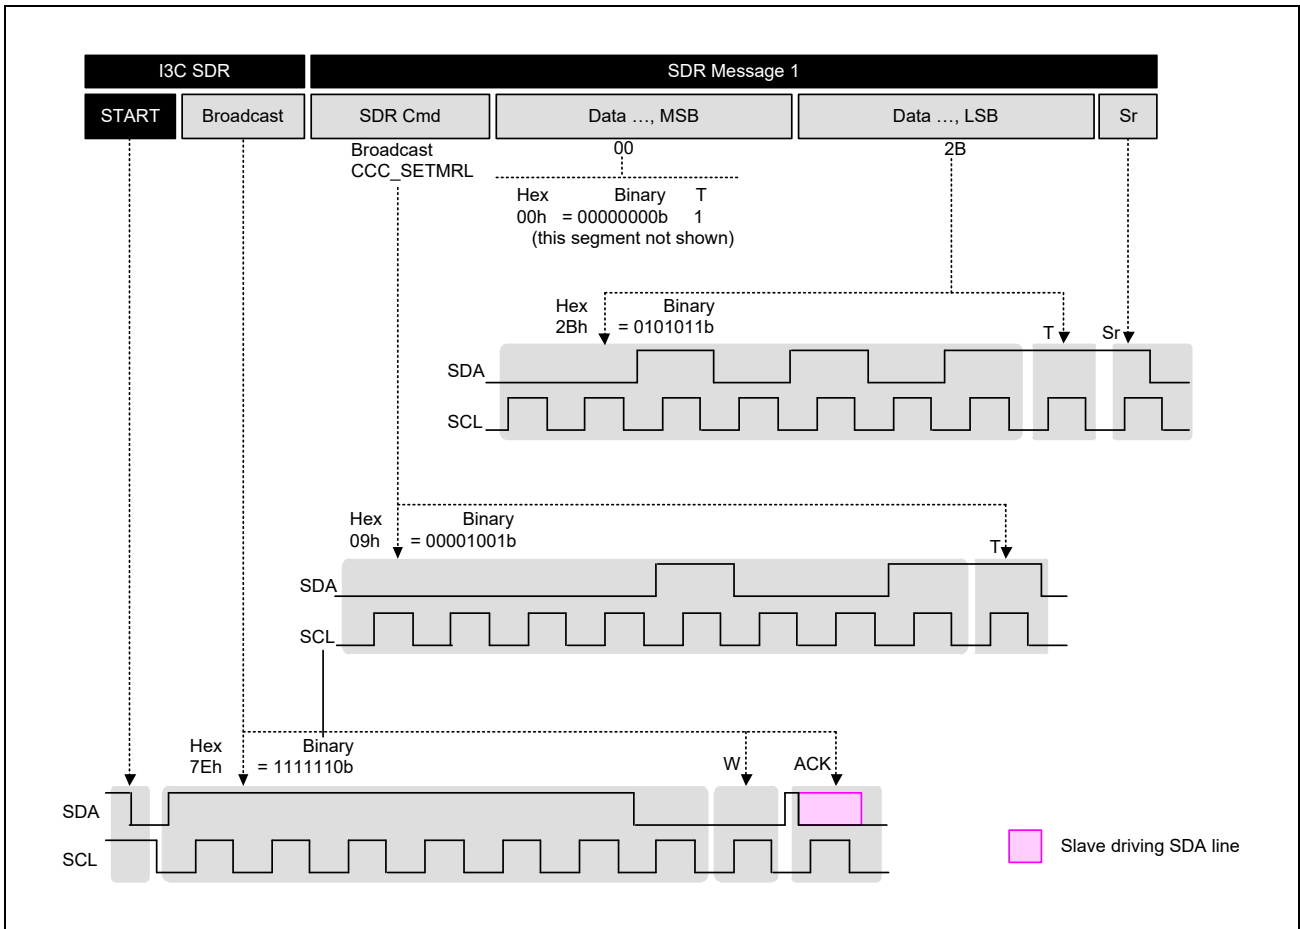 I3C SDR
SDR Message 1
START
Broadcast
SDR Cmd
Data ..., MSB
Data ..., LSB
Sr
Broadcast
CCC_SETMRL
00
2B
Hex Binary T
00h = 00000000b 1
(this segment not shown)
Hex Binary
2Bh = 0101011b
T
Sr
SDA
SCL
Hex Binary
09h = 00001001b
T
SDA
SCL
Hex Binary
7Eh = 1111110b
W
ACK
SDA
SCL
Slave driving SDA line